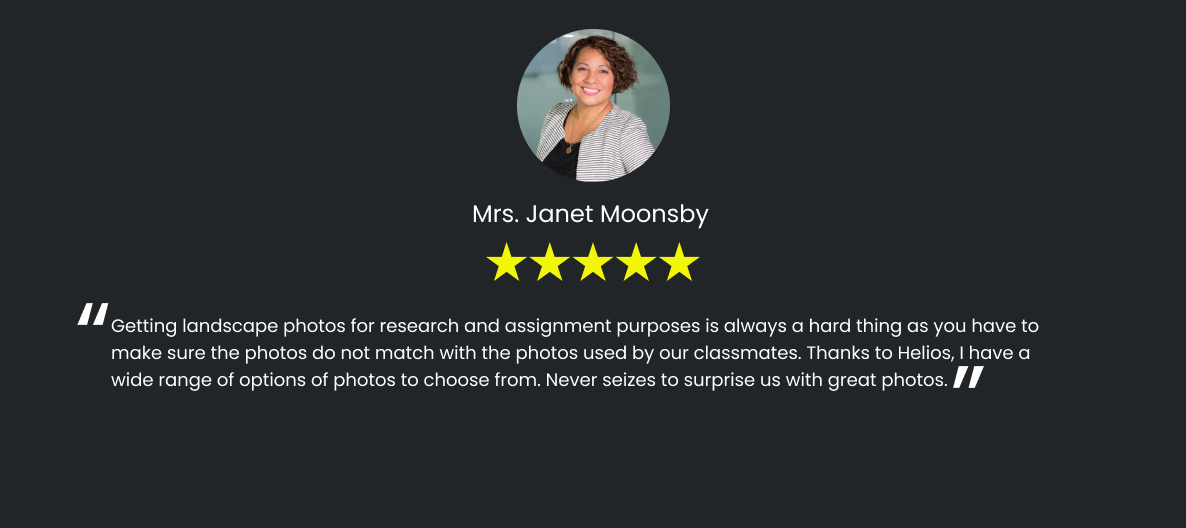 Mrs. Janet Moonsby
“Getting landscape photos for research and assignment purposes is always a hard thing as you have to
make sure the photos do not match with the photos used by our classmates. Thanks to Helios, I have a
wide range of options of photos to choose from. Never seizes to surprise us with great photos.”